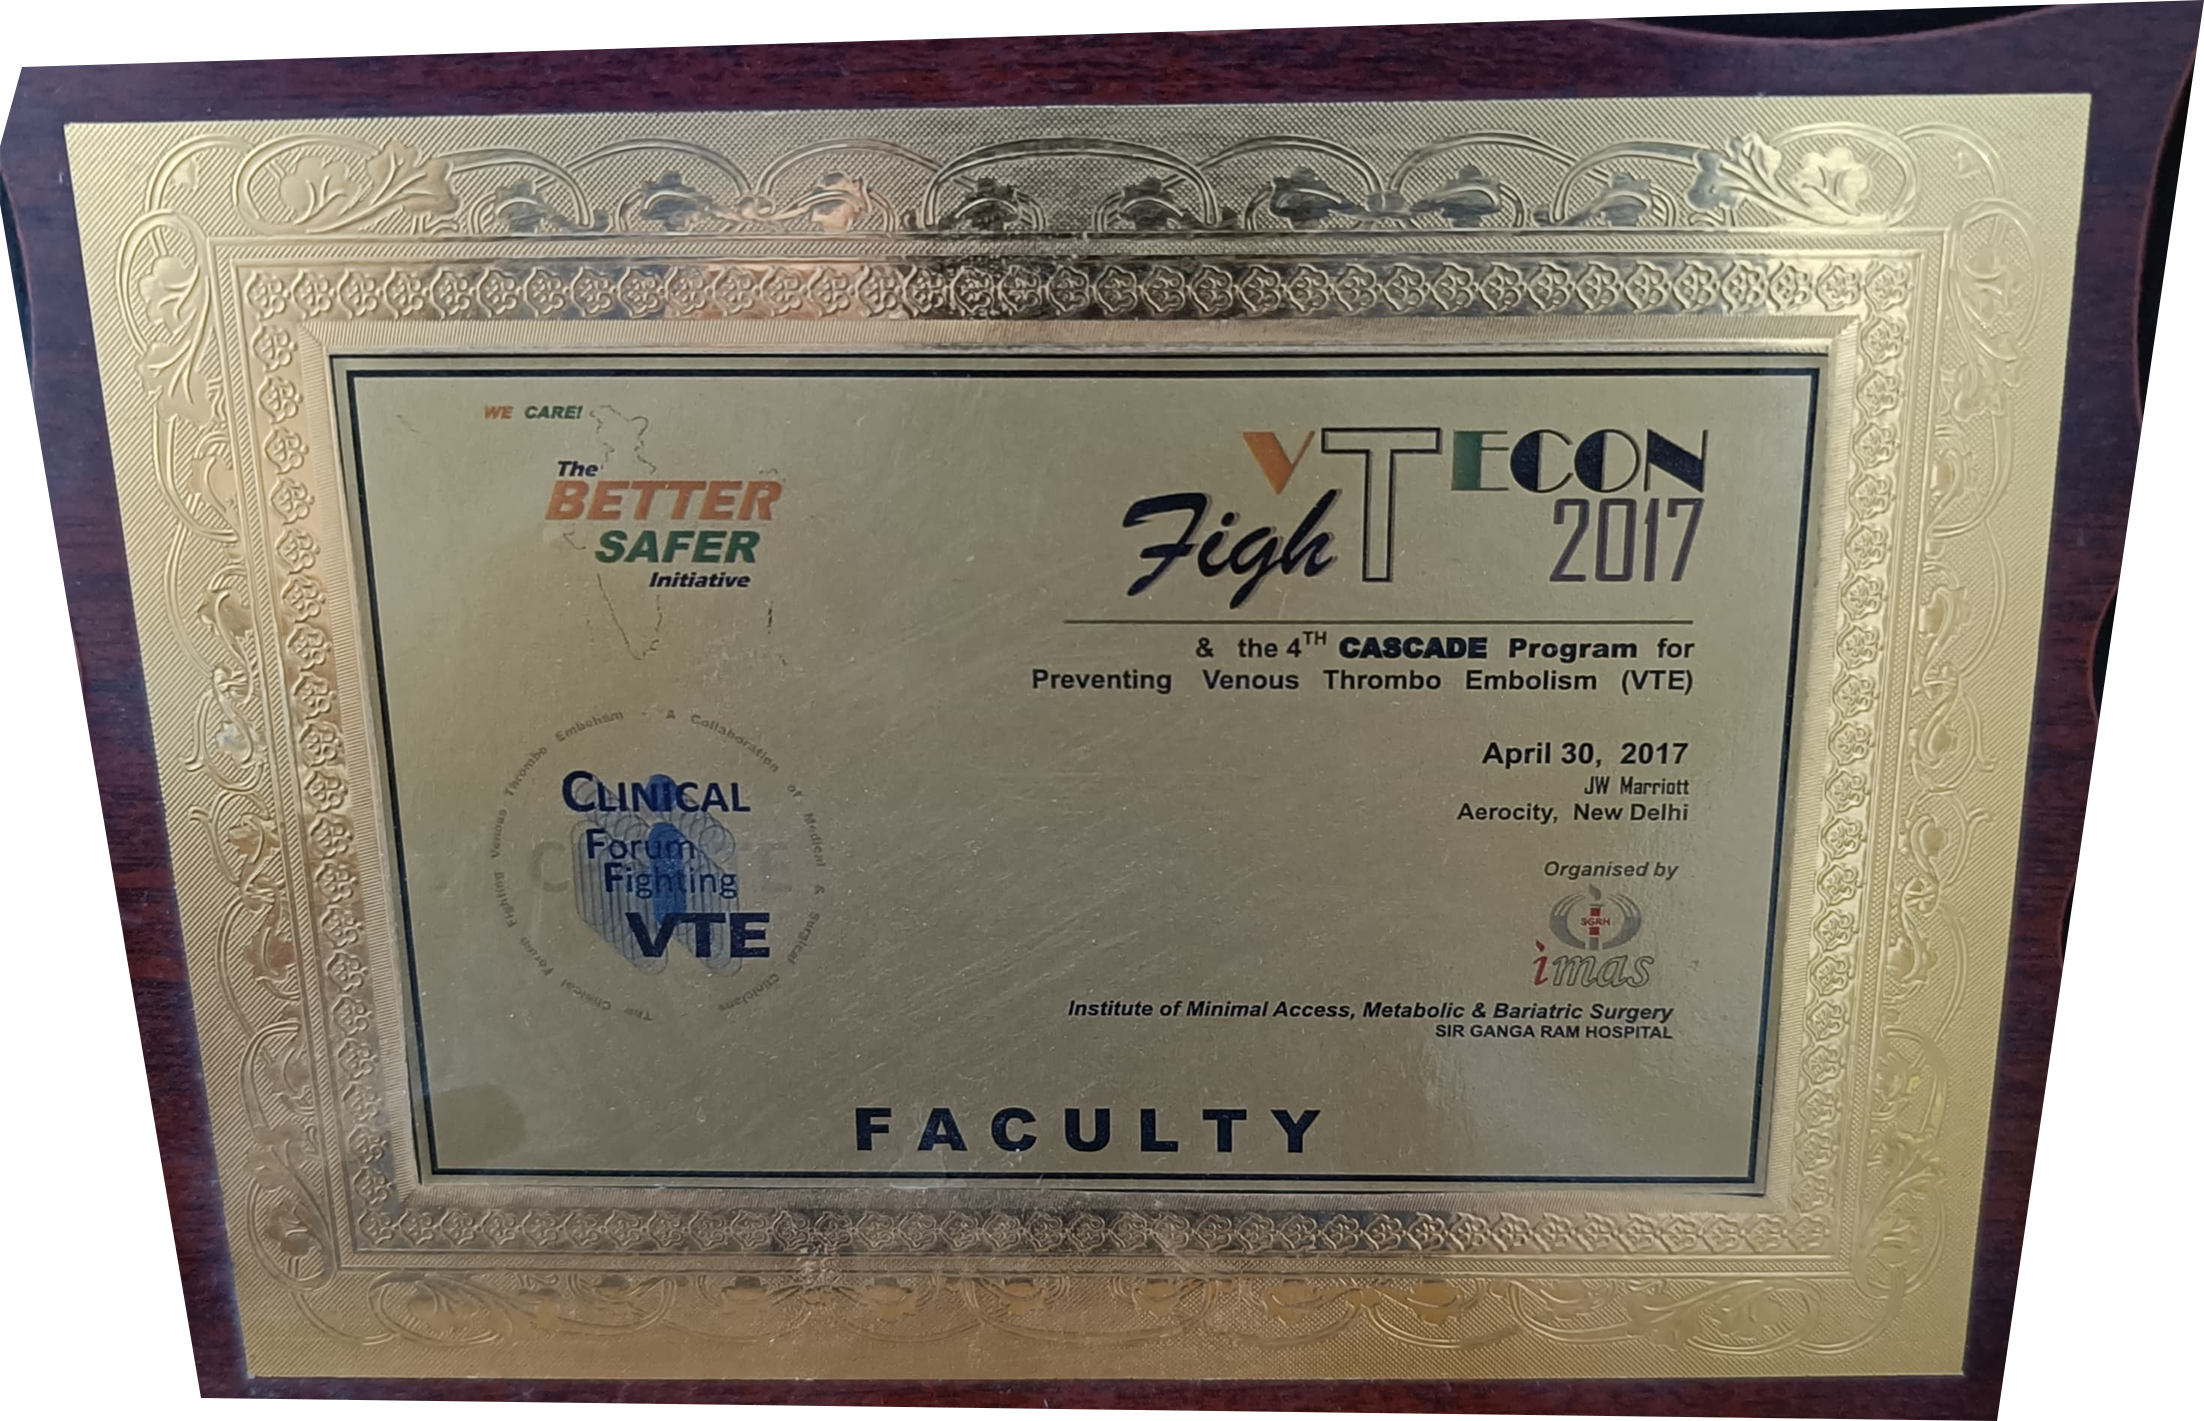 WE CARE!
The
BETTER
SAFER
Initiative
VTECON
FighT 2017
& the 4TH CASCADE Program for
Preventing Venous Thrombo Embolism (VTE)
April 30, 2017
JW Marriott
Aerocity, New Delhi
The Clinical Forum Fighting Venous Thrombo Embolism - A Collaboration of Medical & Surgical Clinicians
CLINICAL
Forum
Fighting
VTE
Organised by
SGRH
imas
Institute of Minimal Access, Metabolic & Bariatric Surgery
SIR GANGA RAM HOSPITAL
FACULTY